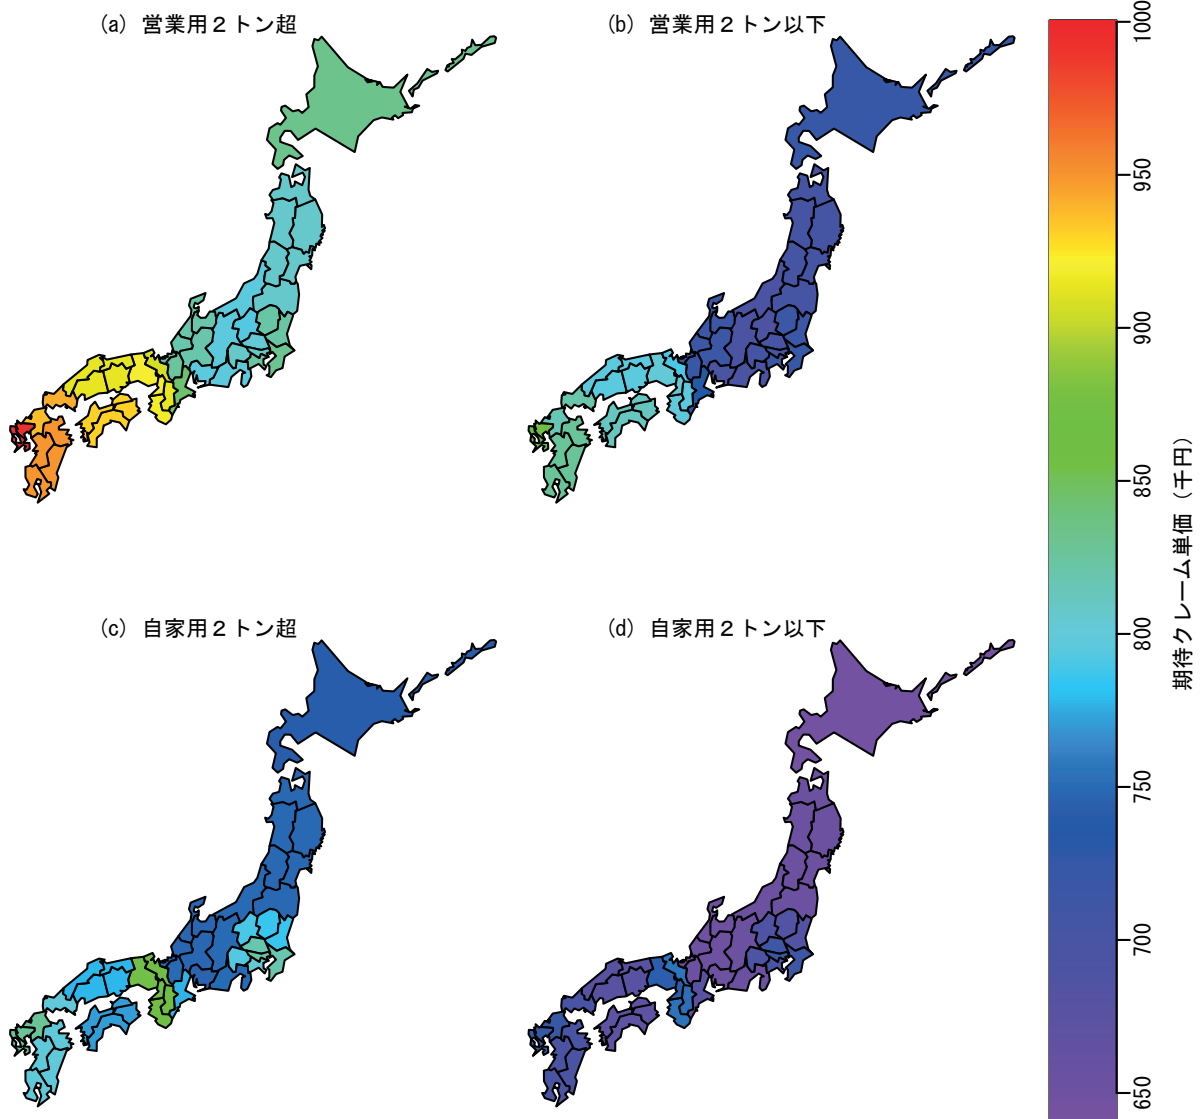 (a) 営業用２トン超
(b) 営業用２トン以下
(c) 自家用２トン超
(d) 自家用２トン以下
1000
950
900
850
800
750
700
650
期待クレーム単価（千円）